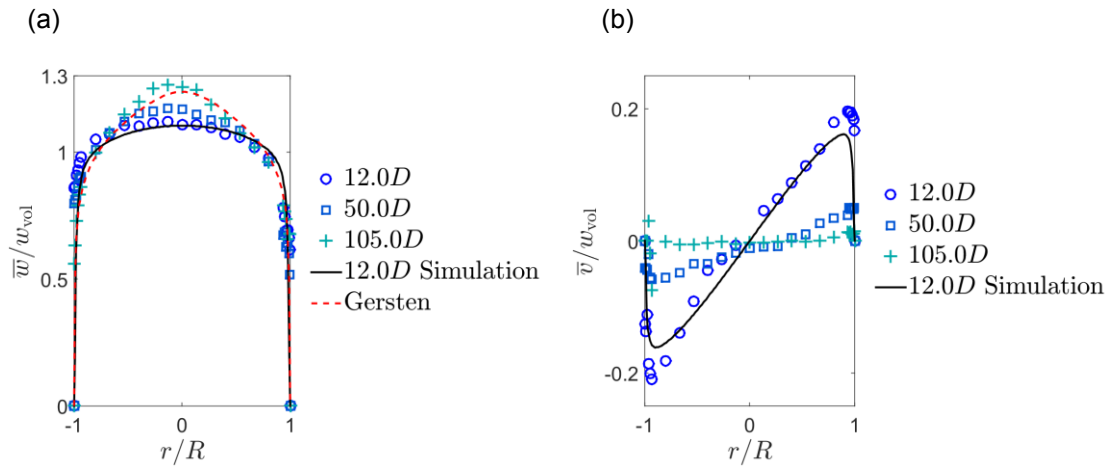 (a)
1.3
1
0.5
0
-1
0
1
r/R
w̅/w_vol
12.0D
50.0D
105.0D
12.0D Simulation
Gersten
(b)
0.2
0
-0.2
-1
0
1
r/R
v̅/w_vol
12.0D
50.0D
105.0D
12.0D Simulation